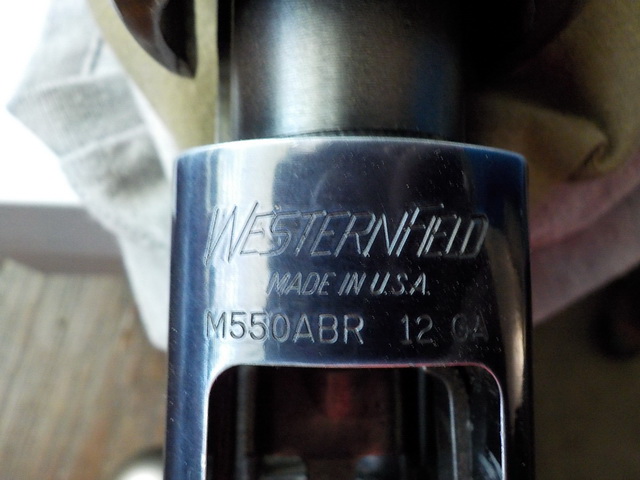 WESTERNFIELD
MADE IN U.S.A.
M550ABR 12 GA